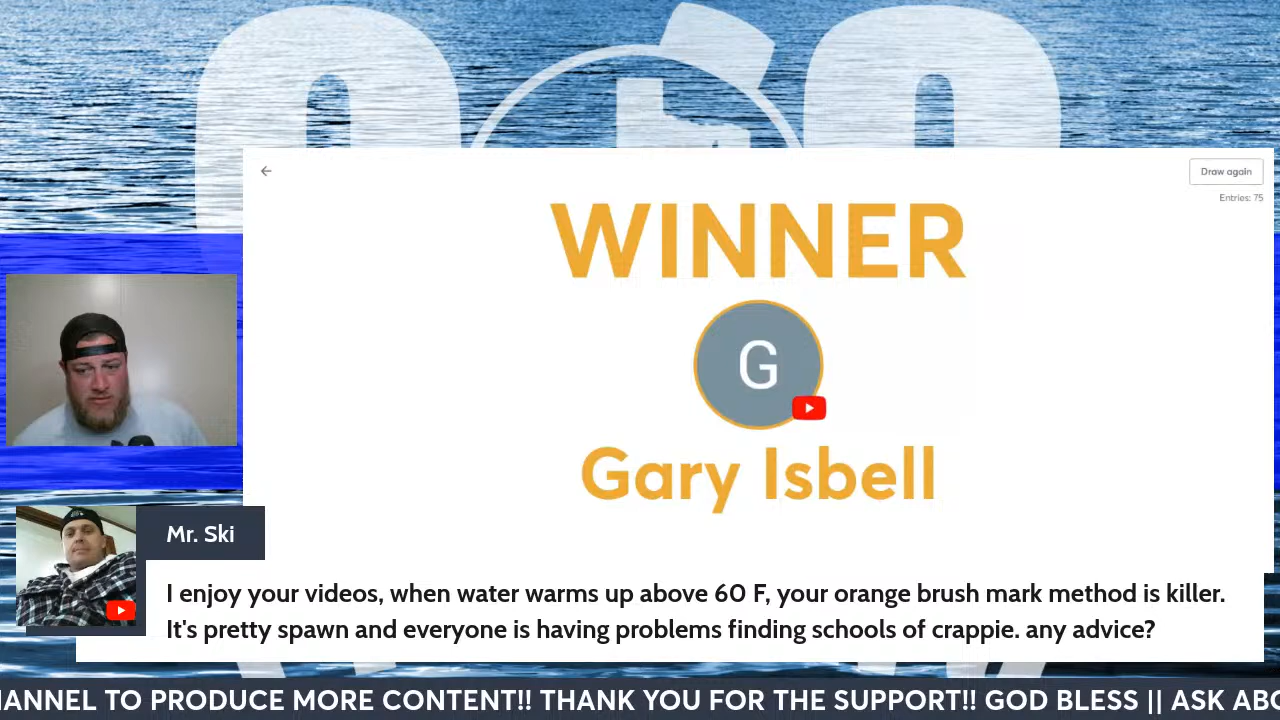 Draw again
Entries: 75
WINNER
G
Gary Isbell
Mr. Ski
I enjoy your videos, when water warms up above 60 F, your orange brush mark method is killer.
It's pretty spawn and everyone is having problems finding schools of crappie. any advice?
HANNEL TO PRODUCE MORE CONTENT!! THANK YOU FOR THE SUPPORT!! GOD BLESS || ASK ABO